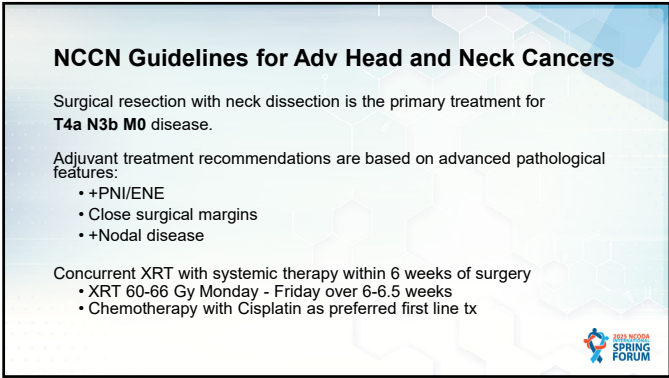 NCCN Guidelines for Adv Head and Neck Cancers
Surgical resection with neck dissection is the primary treatment for
T4a N3b M0 disease.
Adjuvant treatment recommendations are based on advanced pathological
features:
• +PNI/ENE
• Close surgical margins
• +Nodal disease
Concurrent XRT with systemic therapy within 6 weeks of surgery
• XRT 60-66 Gy Monday - Friday over 6-6.5 weeks
• Chemotherapy with Cisplatin as preferred first line tx
2025 NCODA
INTERNATIONAL
SPRING
FORUM